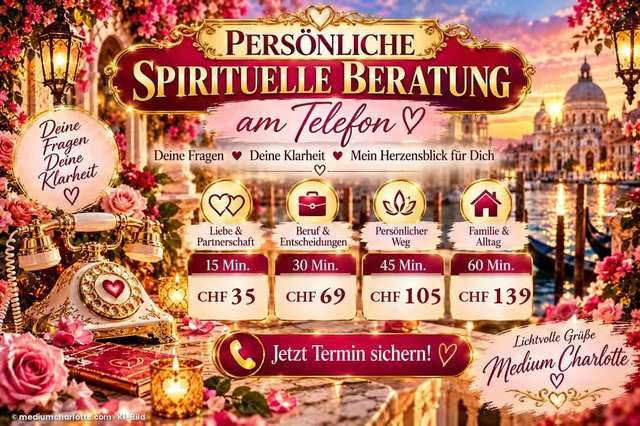 PERSÖNLICHE
SPIRITUELLE BERATUNG
am Telefon
Deine Fragen ♥ Deine Klarheit ♥ Mein Herzensblick für Dich
Deine
Fragen
Deine
Klarheit
Liebe &
Partnerschaft
Beruf &
Entscheidungen
Persönlicher
Weg
Familie &
Alltag
15 Min.
30 Min.
45 Min.
60 Min.
CHF 35
CHF 69
CHF 105
CHF 139
Jetzt Termin sichern!
Lichtvolle Grüße
Medium Charlotte
© mediumcharlotte.com · KI-Bild